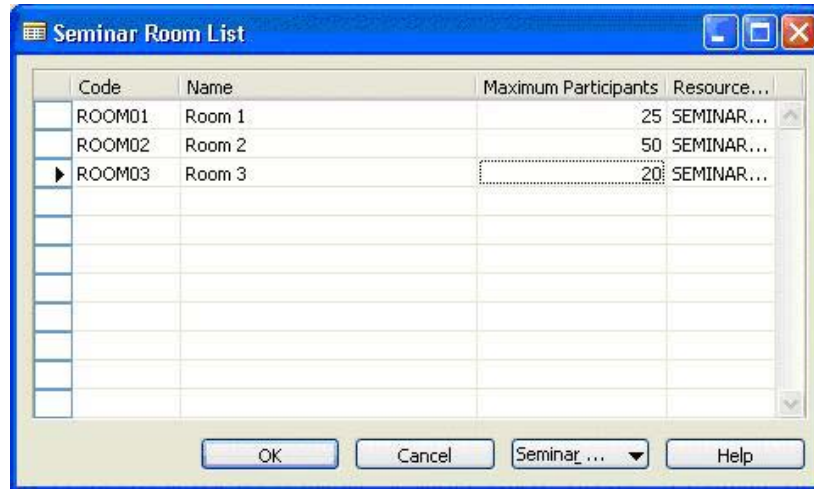 Seminar Room List
Code Name Maximum Participants Resource...
ROOM01 Room 1 25 SEMINAR...
ROOM02 Room 2 50 SEMINAR...
ROOM03 Room 3 20 SEMINAR...
OK Cancel Seminar ... Help